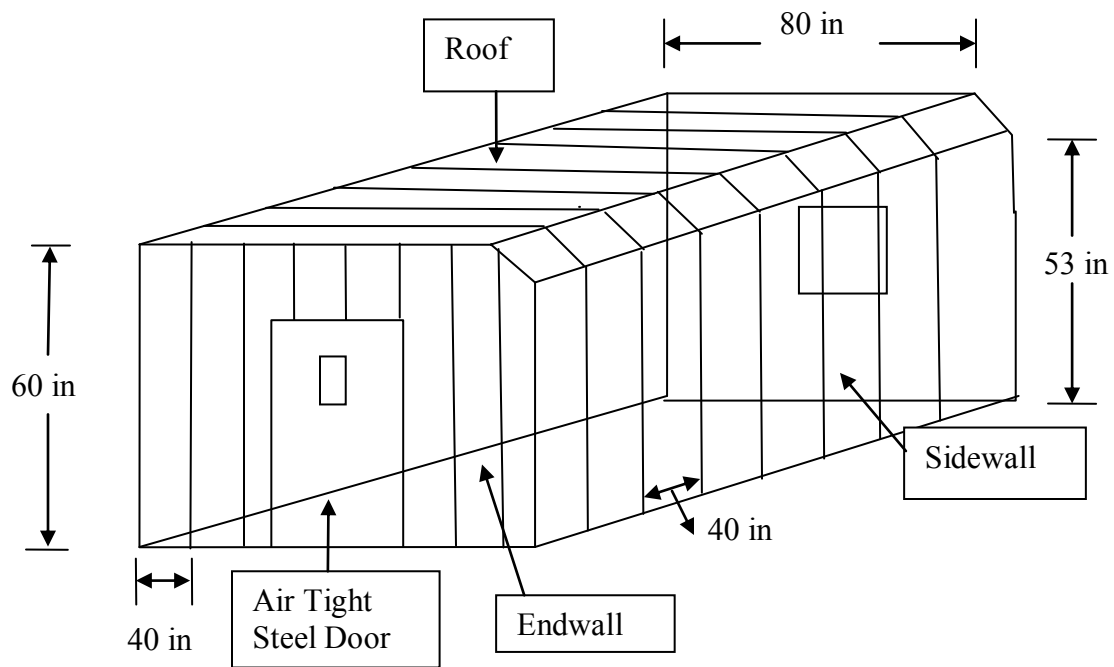 80 in
Roof
53 in
60 in
Sidewall
40 in
Air Tight
Steel Door
Endwall
40 in